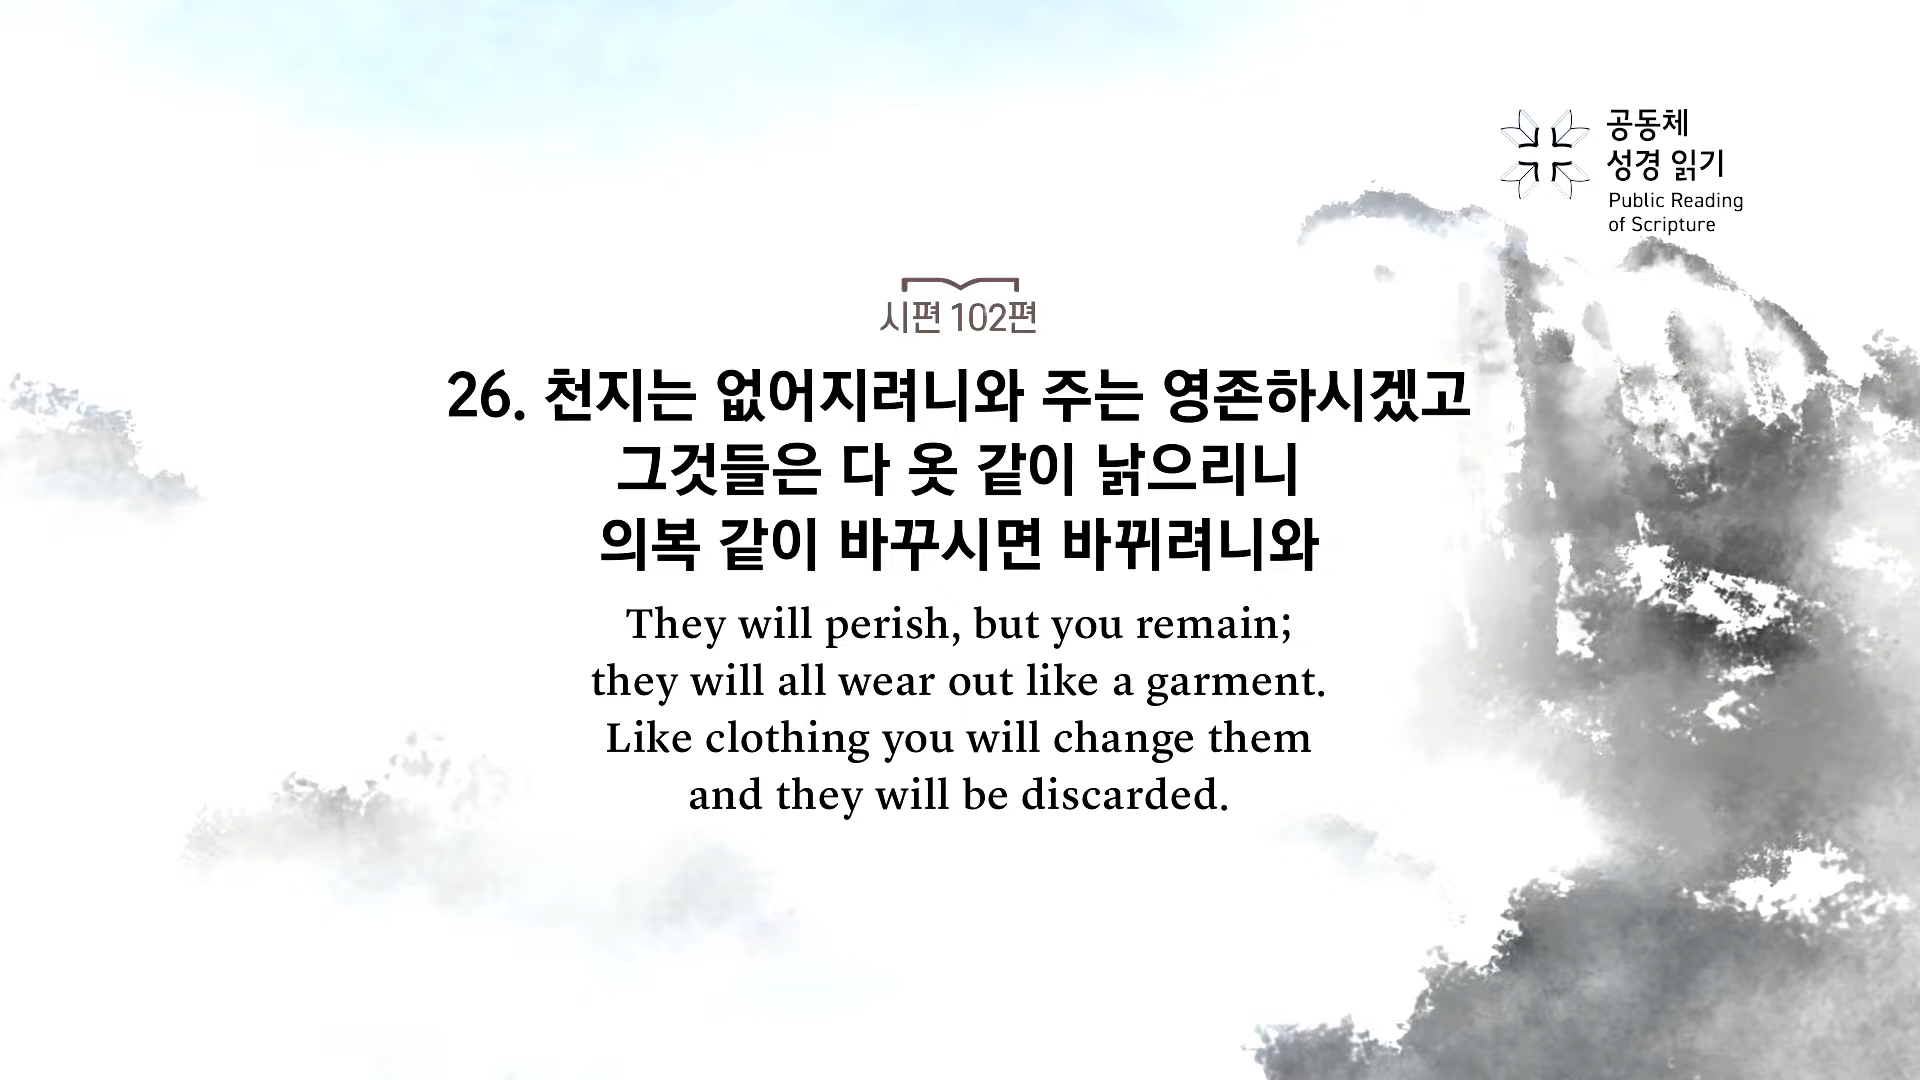 공동체
성경 읽기
Public Reading
of Scripture
시편 102편
26. 천지는 없어지려니와 주는 영존하시겠고
그것들은 다 옷 같이 낡으리니
의복 같이 바꾸시면 바뀌려니와
They will perish, but you remain;
they will all wear out like a garment.
Like clothing you will change them
and they will be discarded.